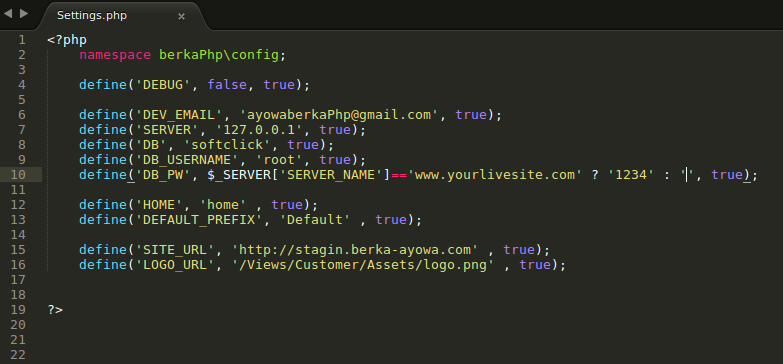 Settings.php ×
1 <?php
2 namespace berkaPhp\config;
3
4 define('DEBUG', false, true);
5
6 define('DEV_EMAIL', 'ayowaberkaPhp@gmail.com', true);
7 define('SERVER', '127.0.0.1', true);
8 define('DB', 'softclick', true);
9 define('DB_USERNAME', 'root', true);
10 define('DB_PW', $_SERVER['SERVER_NAME']=='www.yourlivesite.com' ? '1234' : '', true);
11
12 define('HOME', 'home' , true);
13 define('DEFAULT_PREFIX', 'Default' , true);
14
15 define('SITE_URL', 'http://stagin.berka-ayowa.com' , true);
16 define('LOGO_URL', '/Views/Customer/Assets/logo.png' , true);
17
18
19 ?>
20
21
22